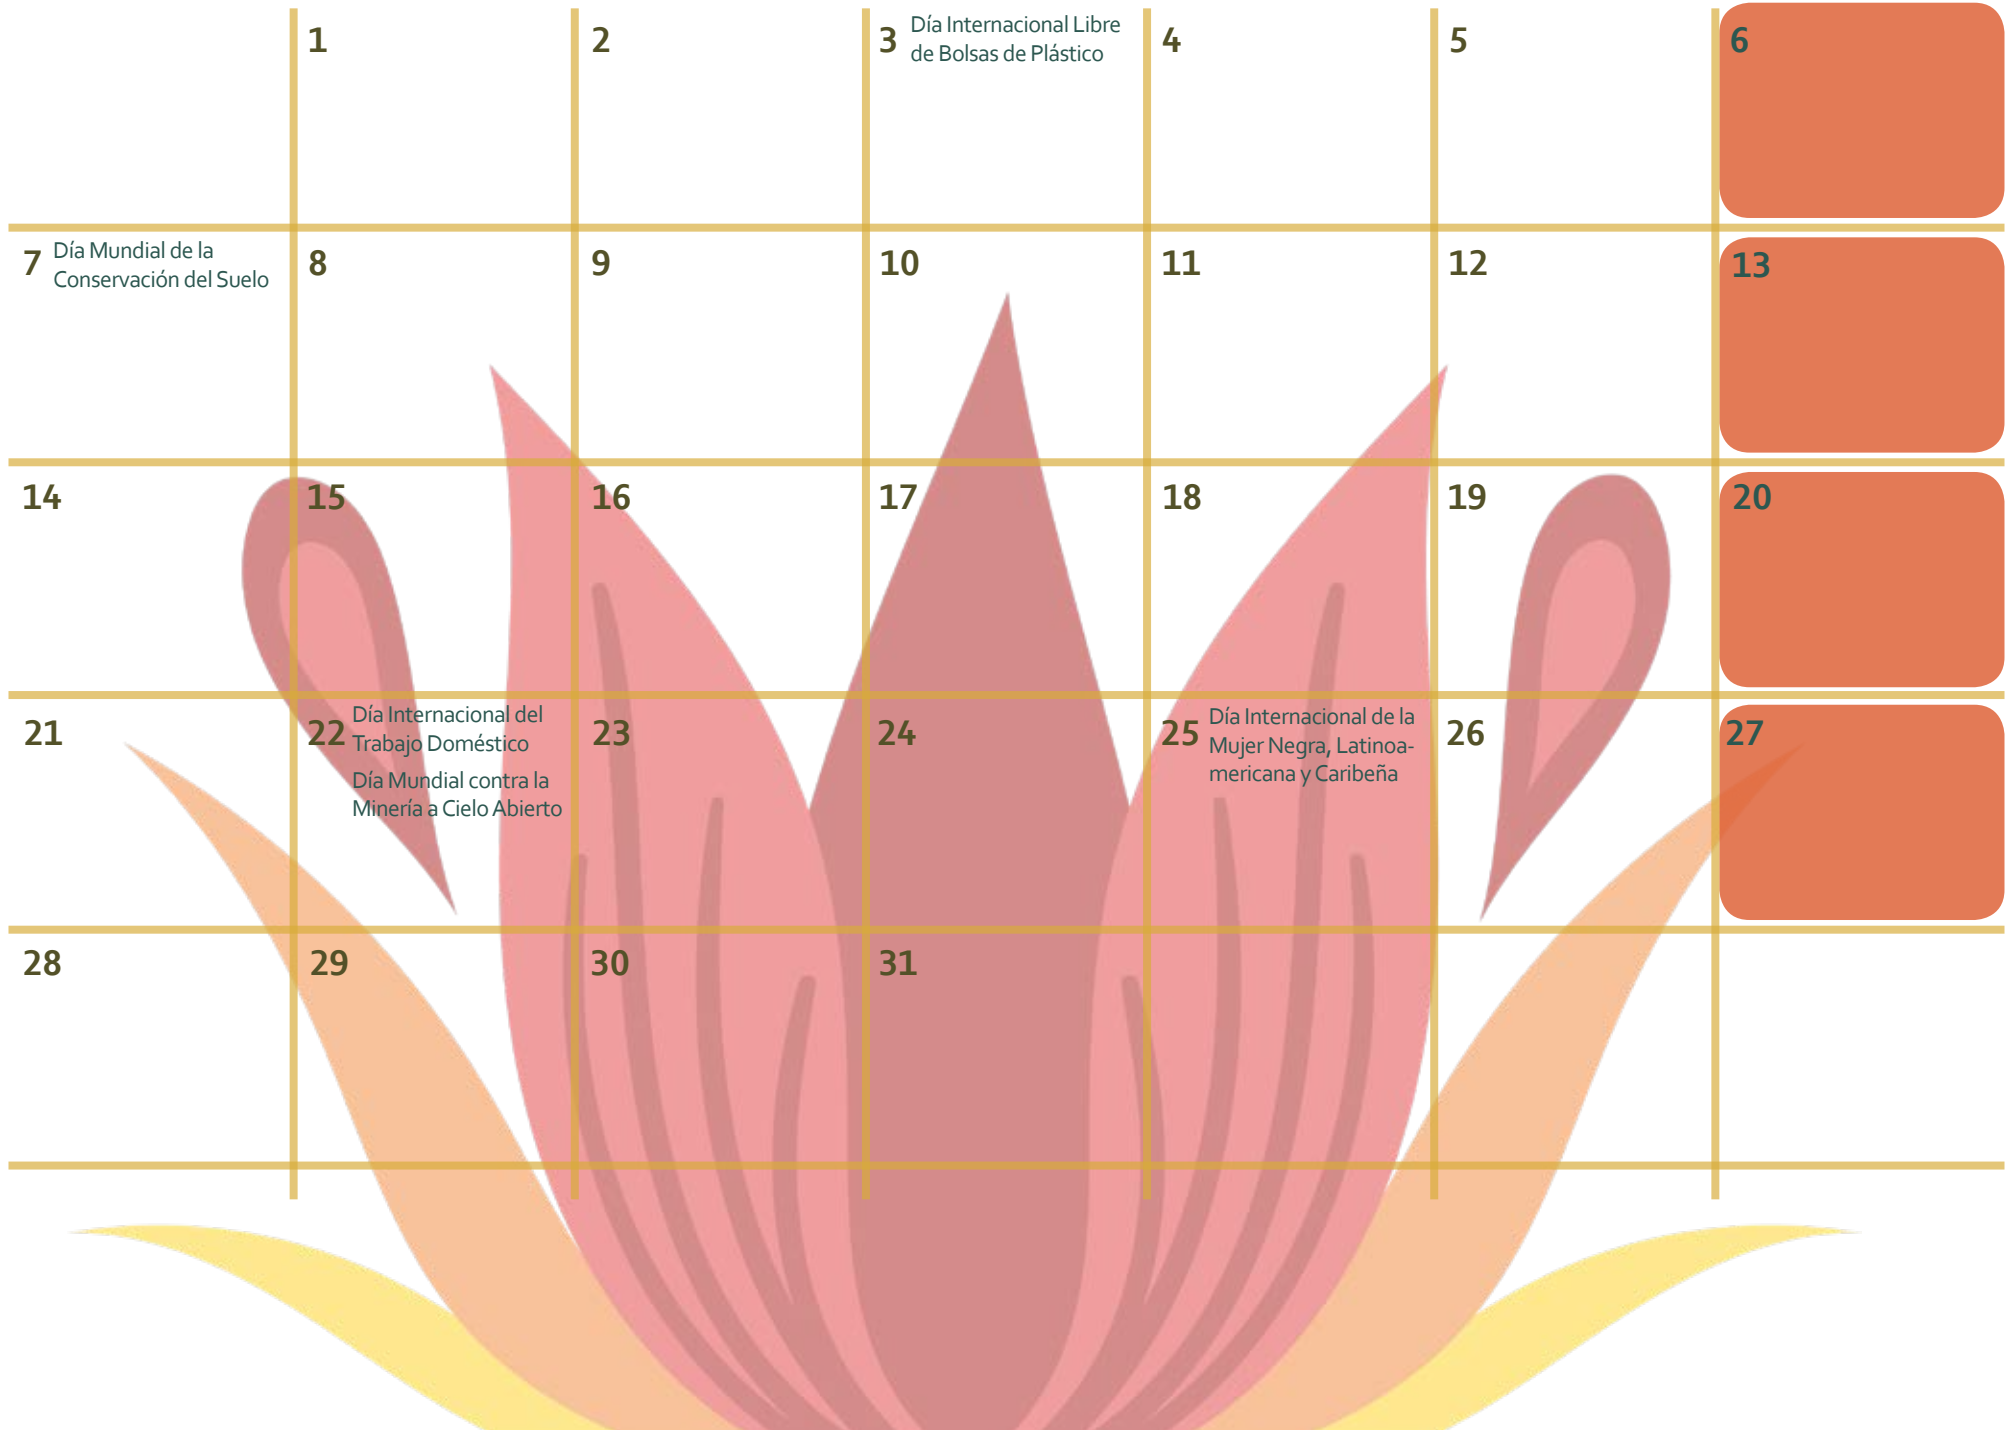 1
2
3 Día Internacional Libre
de Bolsas de Plástico
4
5
6
7 Día Mundial de la
Conservación del Suelo
8
9
10
11
12
13
14
15
16
17
18
19
20
21
22 Día Internacional del
Trabajo Doméstico
Día Mundial contra la
Minería a Cielo Abierto
23
24
25 Día Internacional de la
Mujer Negra, Latinoa-
mericana y Caribeña
26
27
28
29
30
31